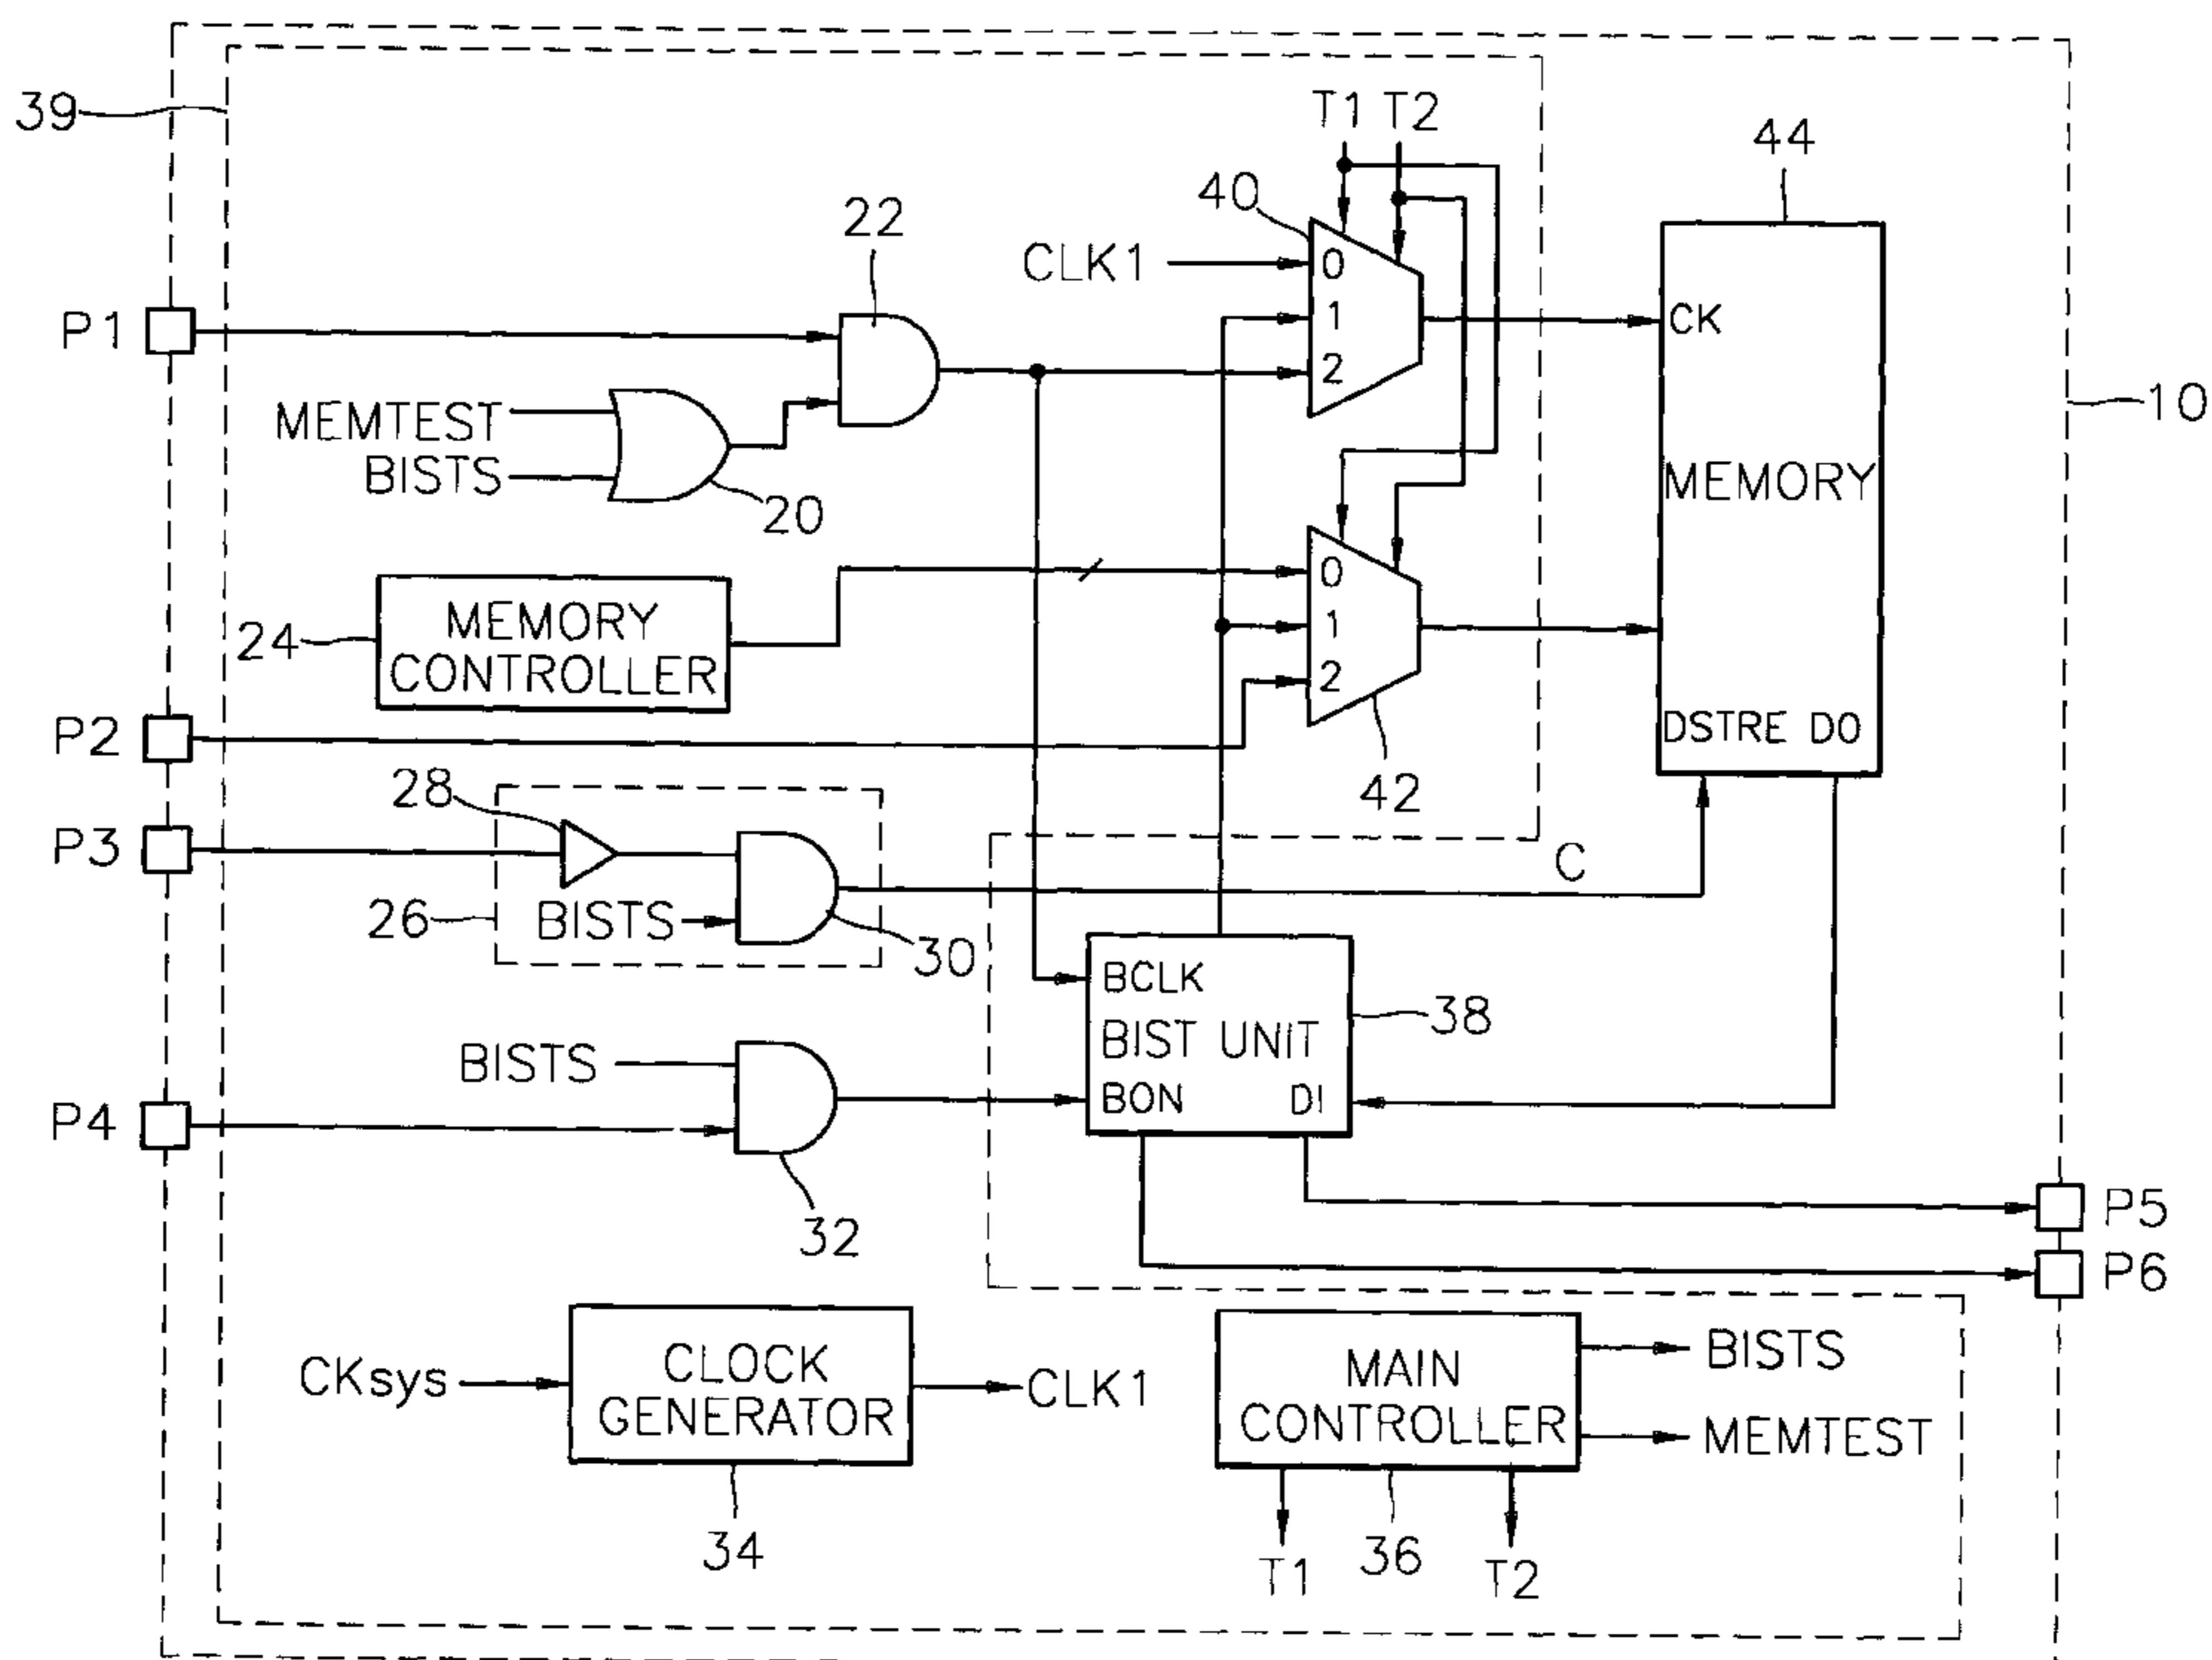 39
T1 T2
44
40
22
CLK1
0
1
2
CK
P1
10
MEMTEST
BISTS
20
MEMORY
0
1
2
24
MEMORY
CONTROLLER
P2
DSTRE DO
28
42
P3
C
26
BISTS
30
BCLK
38
BIST UNIT
BISTS
BON DI
P4
P5
32
P6
CKsys
CLOCK
GENERATOR
CLK1
MAIN
CONTROLLER
BISTS
MEMTEST
34
T1
36
T2